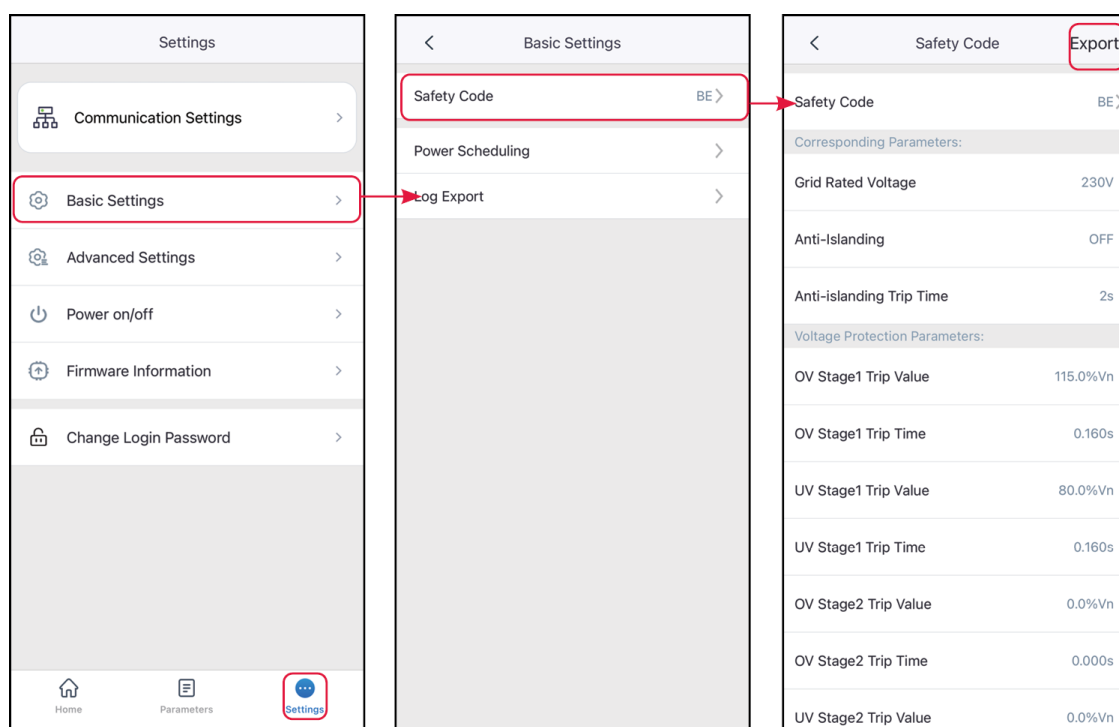 Settings
Communication Settings
Basic Settings
Advanced Settings
Power on/off
Firmware Information
Change Login Password
Home
Parameters
Settings
Basic Settings
Safety Code BE
Power Scheduling
Log Export
Safety Code Export
Safety Code BE
Corresponding Parameters:
Grid Rated Voltage 230V
Anti-Islanding OFF
Anti-islanding Trip Time 2s
Voltage Protection Parameters:
OV Stage1 Trip Value 115.0%Vn
OV Stage1 Trip Time 0.160s
UV Stage1 Trip Value 80.0%Vn
UV Stage1 Trip Time 0.160s
OV Stage2 Trip Value 0.0%Vn
OV Stage2 Trip Time 0.000s
UV Stage2 Trip Value 0.0%Vn